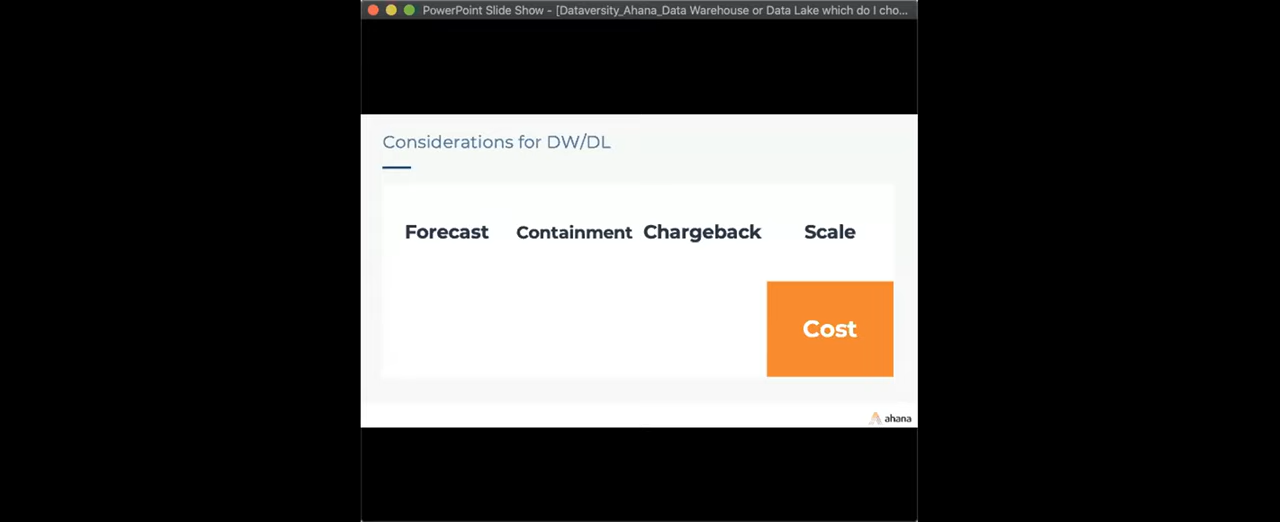 PowerPoint Slide Show - [Dataversity_Ahana_Data Warehouse or Data Lake which do I cho...
Considerations for DW/DL
Forecast Containment Chargeback Scale
Cost
ahana